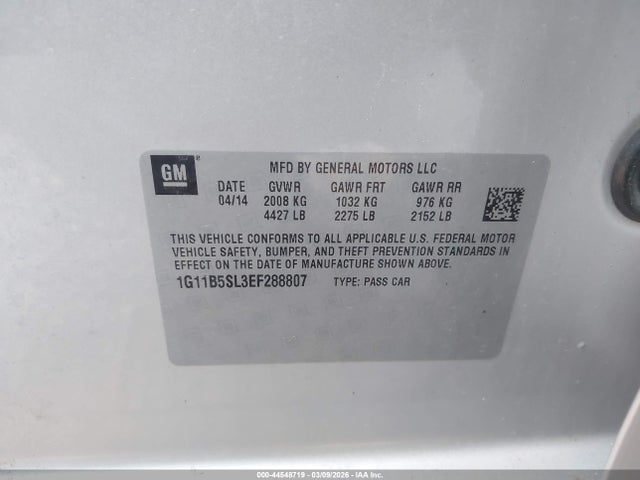 GM ®
MFD BY GENERAL MOTORS LLC
DATE GVWR GAWR FRT GAWR RR
04/14 2008 KG 1032 KG 976 KG
4427 LB 2275 LB 2152 LB
THIS VEHICLE CONFORMS TO ALL APPLICABLE U.S. FEDERAL MOTOR
VEHICLE SAFETY, BUMPER, AND THEFT PREVENTION STANDARDS IN
EFFECT ON THE DATE OF MANUFACTURE SHOWN ABOVE.
1G11B5SL3EF288807 TYPE: PASS CAR
000-44548719 - 03/09/2026 - IAAI Inc.